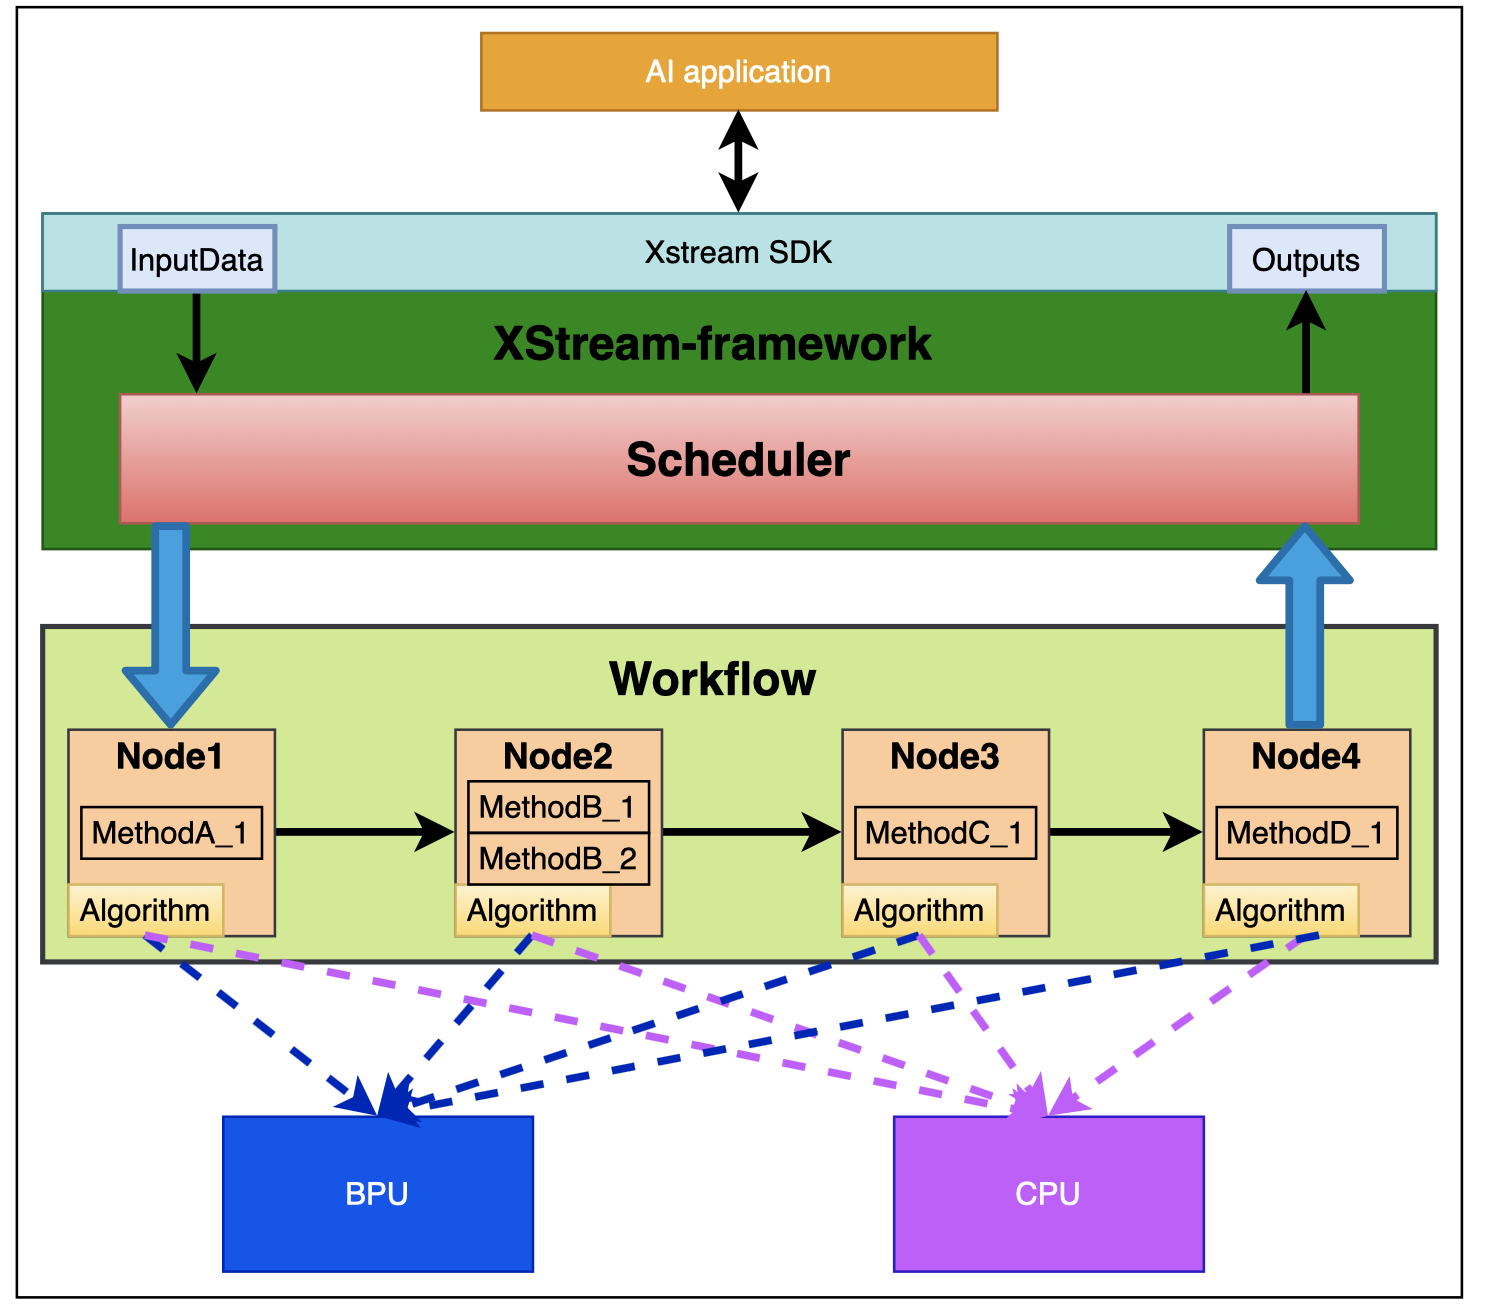 AI application
InputData
Xstream SDK
Outputs
XStream-framework
Scheduler
Workflow
Node1
Node2
Node3
Node4
MethodA_1
MethodB_1
MethodB_2
MethodC_1
MethodD_1
Algorithm
Algorithm
Algorithm
Algorithm
BPU
CPU